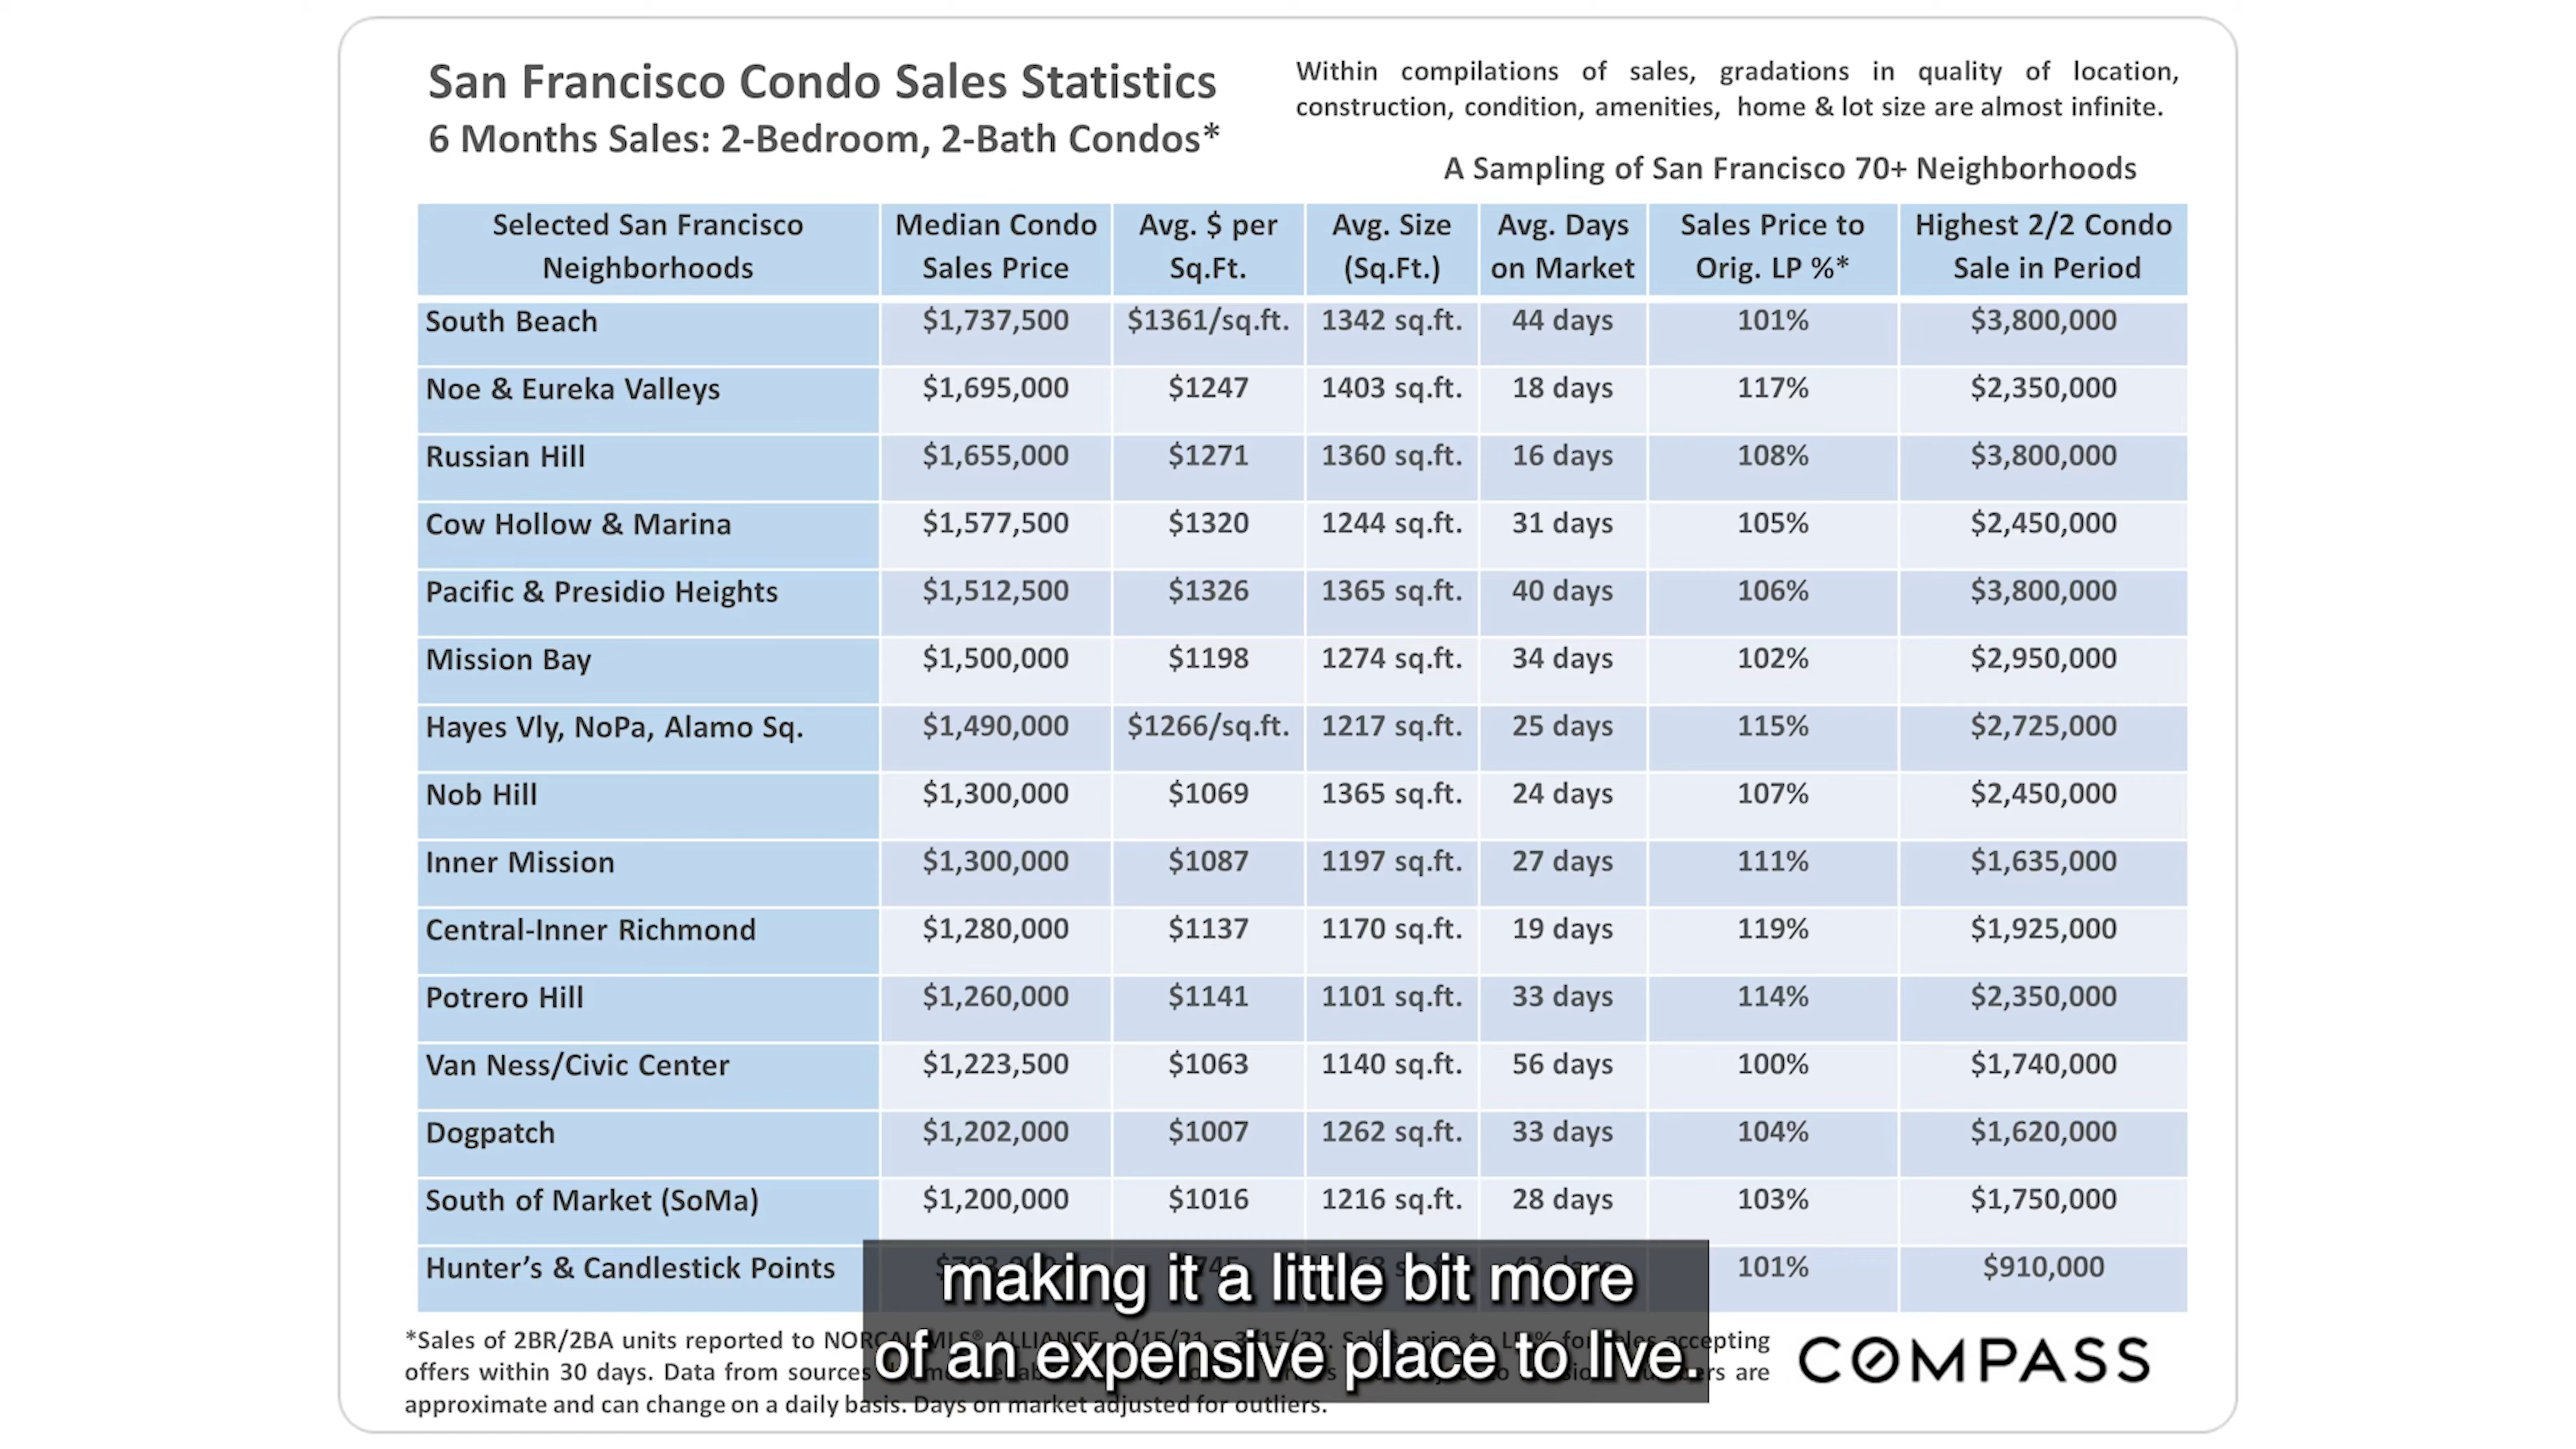 San Francisco Condo Sales Statistics
6 Months Sales: 2-Bedroom, 2-Bath Condos*
Within compilations of sales, gradations in quality of location,
construction, condition, amenities, home & lot size are almost infinite.
A Sampling of San Francisco 70+ Neighborhoods
Selected San Francisco Neighborhoods Median Condo Sales Price Avg. $ per Sq.Ft. Avg. Size (Sq.Ft.) Avg. Days on Market Sales Price to Orig. LP %* Highest 2/2 Condo Sale in Period
South Beach $1,737,500 $1361/sq.ft. 1342 sq.ft. 44 days 101% $3,800,000
Noe & Eureka Valleys $1,695,000 $1247 1403 sq.ft. 18 days 117% $2,350,000
Russian Hill $1,655,000 $1271 1360 sq.ft. 16 days 108% $3,800,000
Cow Hollow & Marina $1,577,500 $1320 1244 sq.ft. 31 days 105% $2,450,000
Pacific & Presidio Heights $1,512,500 $1326 1365 sq.ft. 40 days 106% $3,800,000
Mission Bay $1,500,000 $1198 1274 sq.ft. 34 days 102% $2,950,000
Hayes Vly, NoPa, Alamo Sq. $1,490,000 $1266/sq.ft. 1217 sq.ft. 25 days 115% $2,725,000
Nob Hill $1,300,000 $1069 1365 sq.ft. 24 days 107% $2,450,000
Inner Mission $1,300,000 $1087 1197 sq.ft. 27 days 111% $1,635,000
Central-Inner Richmond $1,280,000 $1137 1170 sq.ft. 19 days 119% $1,925,000
Potrero Hill $1,260,000 $1141 1101 sq.ft. 33 days 114% $2,350,000
Van Ness/Civic Center $1,223,500 $1063 1140 sq.ft. 56 days 100% $1,740,000
Dogpatch $1,202,000 $1007 1262 sq.ft. 33 days 104% $1,620,000
South of Market (SoMa) $1,200,000 $1016 1216 sq.ft. 28 days 103% $1,750,000
Hunter's & Candlestick Points 101% $910,000
making it a little bit more
of an expensive place to live.
*Sales of 2BR/2BA units reported to accepting
offers within 30 days. Data from sources are
approximate and can change on a daily basis. Days on market adjusted for outliers.
COMPASS